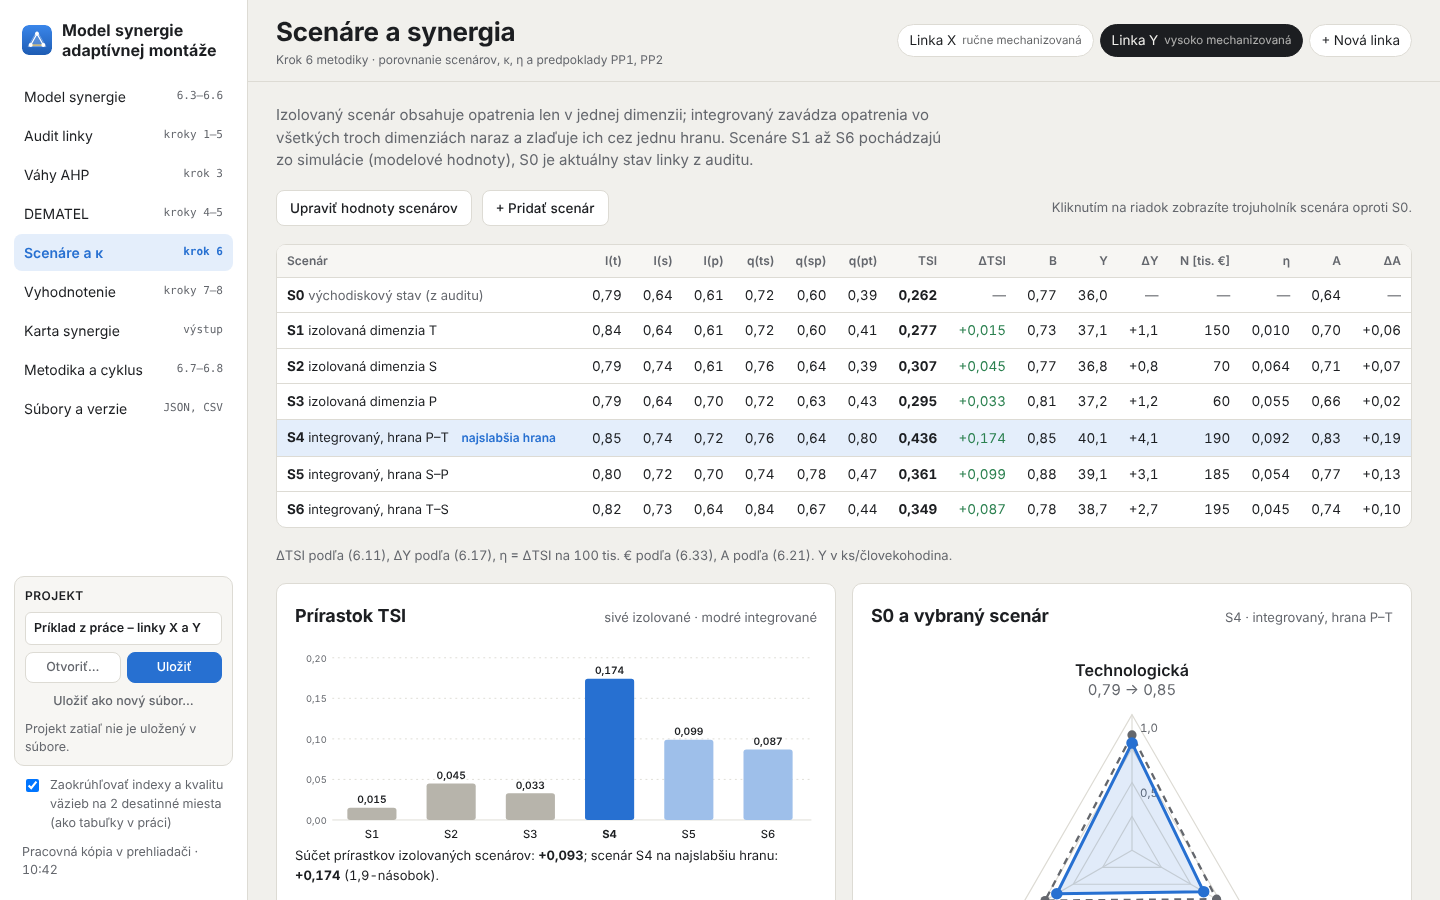 Model synergie
adaptívnej montáže
Model synergie 6.3–6.6
Audit linky kroky 1–5
Váhy AHP krok 3
DEMATEL kroky 4–5
Scenáre a κ krok 6
Vyhodnotenie kroky 7–8
Karta synergie výstup
Metodika a cyklus 6.7–6.8
Súbory a verzie JSON, CSV
PROJEKT
Príklad z práce – linky X a Y
Otvoriť… Uložiť
Uložiť ako nový súbor…
Projekt zatiaľ nie je uložený v
súbore.
Zaokrúhľovať indexy a kvalitu
väzieb na 2 desatinné miesta
(ako tabuľky v práci)
Pracovná kópia v prehliadači ·
10:42
Scenáre a synergia
Krok 6 metodiky · porovnanie scenárov, κ, η a predpoklady PP1, PP2
Linka X ručne mechanizovaná
Linka Y vysoko mechanizovaná
+ Nová linka
Izolovaný scenár obsahuje opatrenia len v jednej dimenzii; integrovaný zavádza opatrenia vo
všetkých troch dimenziách naraz a zlaďuje ich cez jednu hranu. Scenáre S1 až S6 pochádzajú
zo simulácie (modelové hodnoty), S0 je aktuálny stav linky z auditu.
Upraviť hodnoty scenárov + Pridať scenár
Kliknutím na riadok zobrazíte trojuholník scenára oproti S0.
Scenár I(t) I(s) I(p) q(ts) q(sp) q(pt) TSI ΔTSI B Y ΔY N [tis. €] η A ΔA
S0 východiskový stav (z auditu) 0,79 0,64 0,61 0,72 0,60 0,39 0,262 — 0,77 36,0 — — — 0,64 —
S1 izolovaná dimenzia T 0,84 0,64 0,61 0,72 0,60 0,41 0,277 +0,015 0,73 37,1 +1,1 150 0,010 0,70 +0,06
S2 izolovaná dimenzia S 0,79 0,74 0,61 0,76 0,64 0,39 0,307 +0,045 0,77 36,8 +0,8 70 0,064 0,71 +0,07
S3 izolovaná dimenzia P 0,79 0,64 0,70 0,72 0,63 0,43 0,295 +0,033 0,81 37,2 +1,2 60 0,055 0,66 +0,02
S4 integrovaný, hrana P–T najslabšia hrana 0,85 0,74 0,72 0,76 0,64 0,80 0,436 +0,174 0,85 40,1 +4,1 190 0,092 0,83 +0,19
S5 integrovaný, hrana S–P 0,80 0,72 0,70 0,74 0,78 0,47 0,361 +0,099 0,88 39,1 +3,1 185 0,054 0,77 +0,13
S6 integrovaný, hrana T–S 0,82 0,73 0,64 0,84 0,67 0,44 0,349 +0,087 0,78 38,7 +2,7 195 0,045 0,74 +0,10
ΔTSI podľa (6.11), ΔY podľa (6.17), η = ΔTSI na 100 tis. € podľa (6.33), A podľa (6.21). Y v ks/človekohodina.
Prírastok TSI
sivé izolované · modré integrované
0,20
0,15
0,10
0,05
0,00
0,015
0,045
0,033
0,174
0,099
0,087
S1 S2 S3 S4 S5 S6
Súčet prírastkov izolovaných scenárov: +0,093; scenár S4 na najslabšiu hranu:
+0,174 (1,9-násobok).
S0 a vybraný scenár
S4 · integrovaný, hrana P–T
Technologická
0,79 → 0,85
1,0
0,5